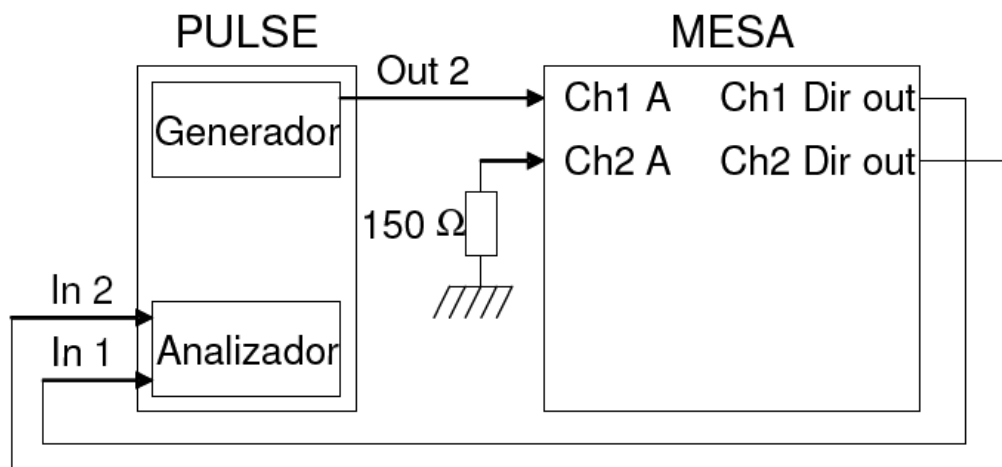 PULSE
MESA
Out 2
Generador
Ch1 A
Ch1 Dir out
Ch2 A
Ch2 Dir out
150 Ω
In 2
In 1
Analizador